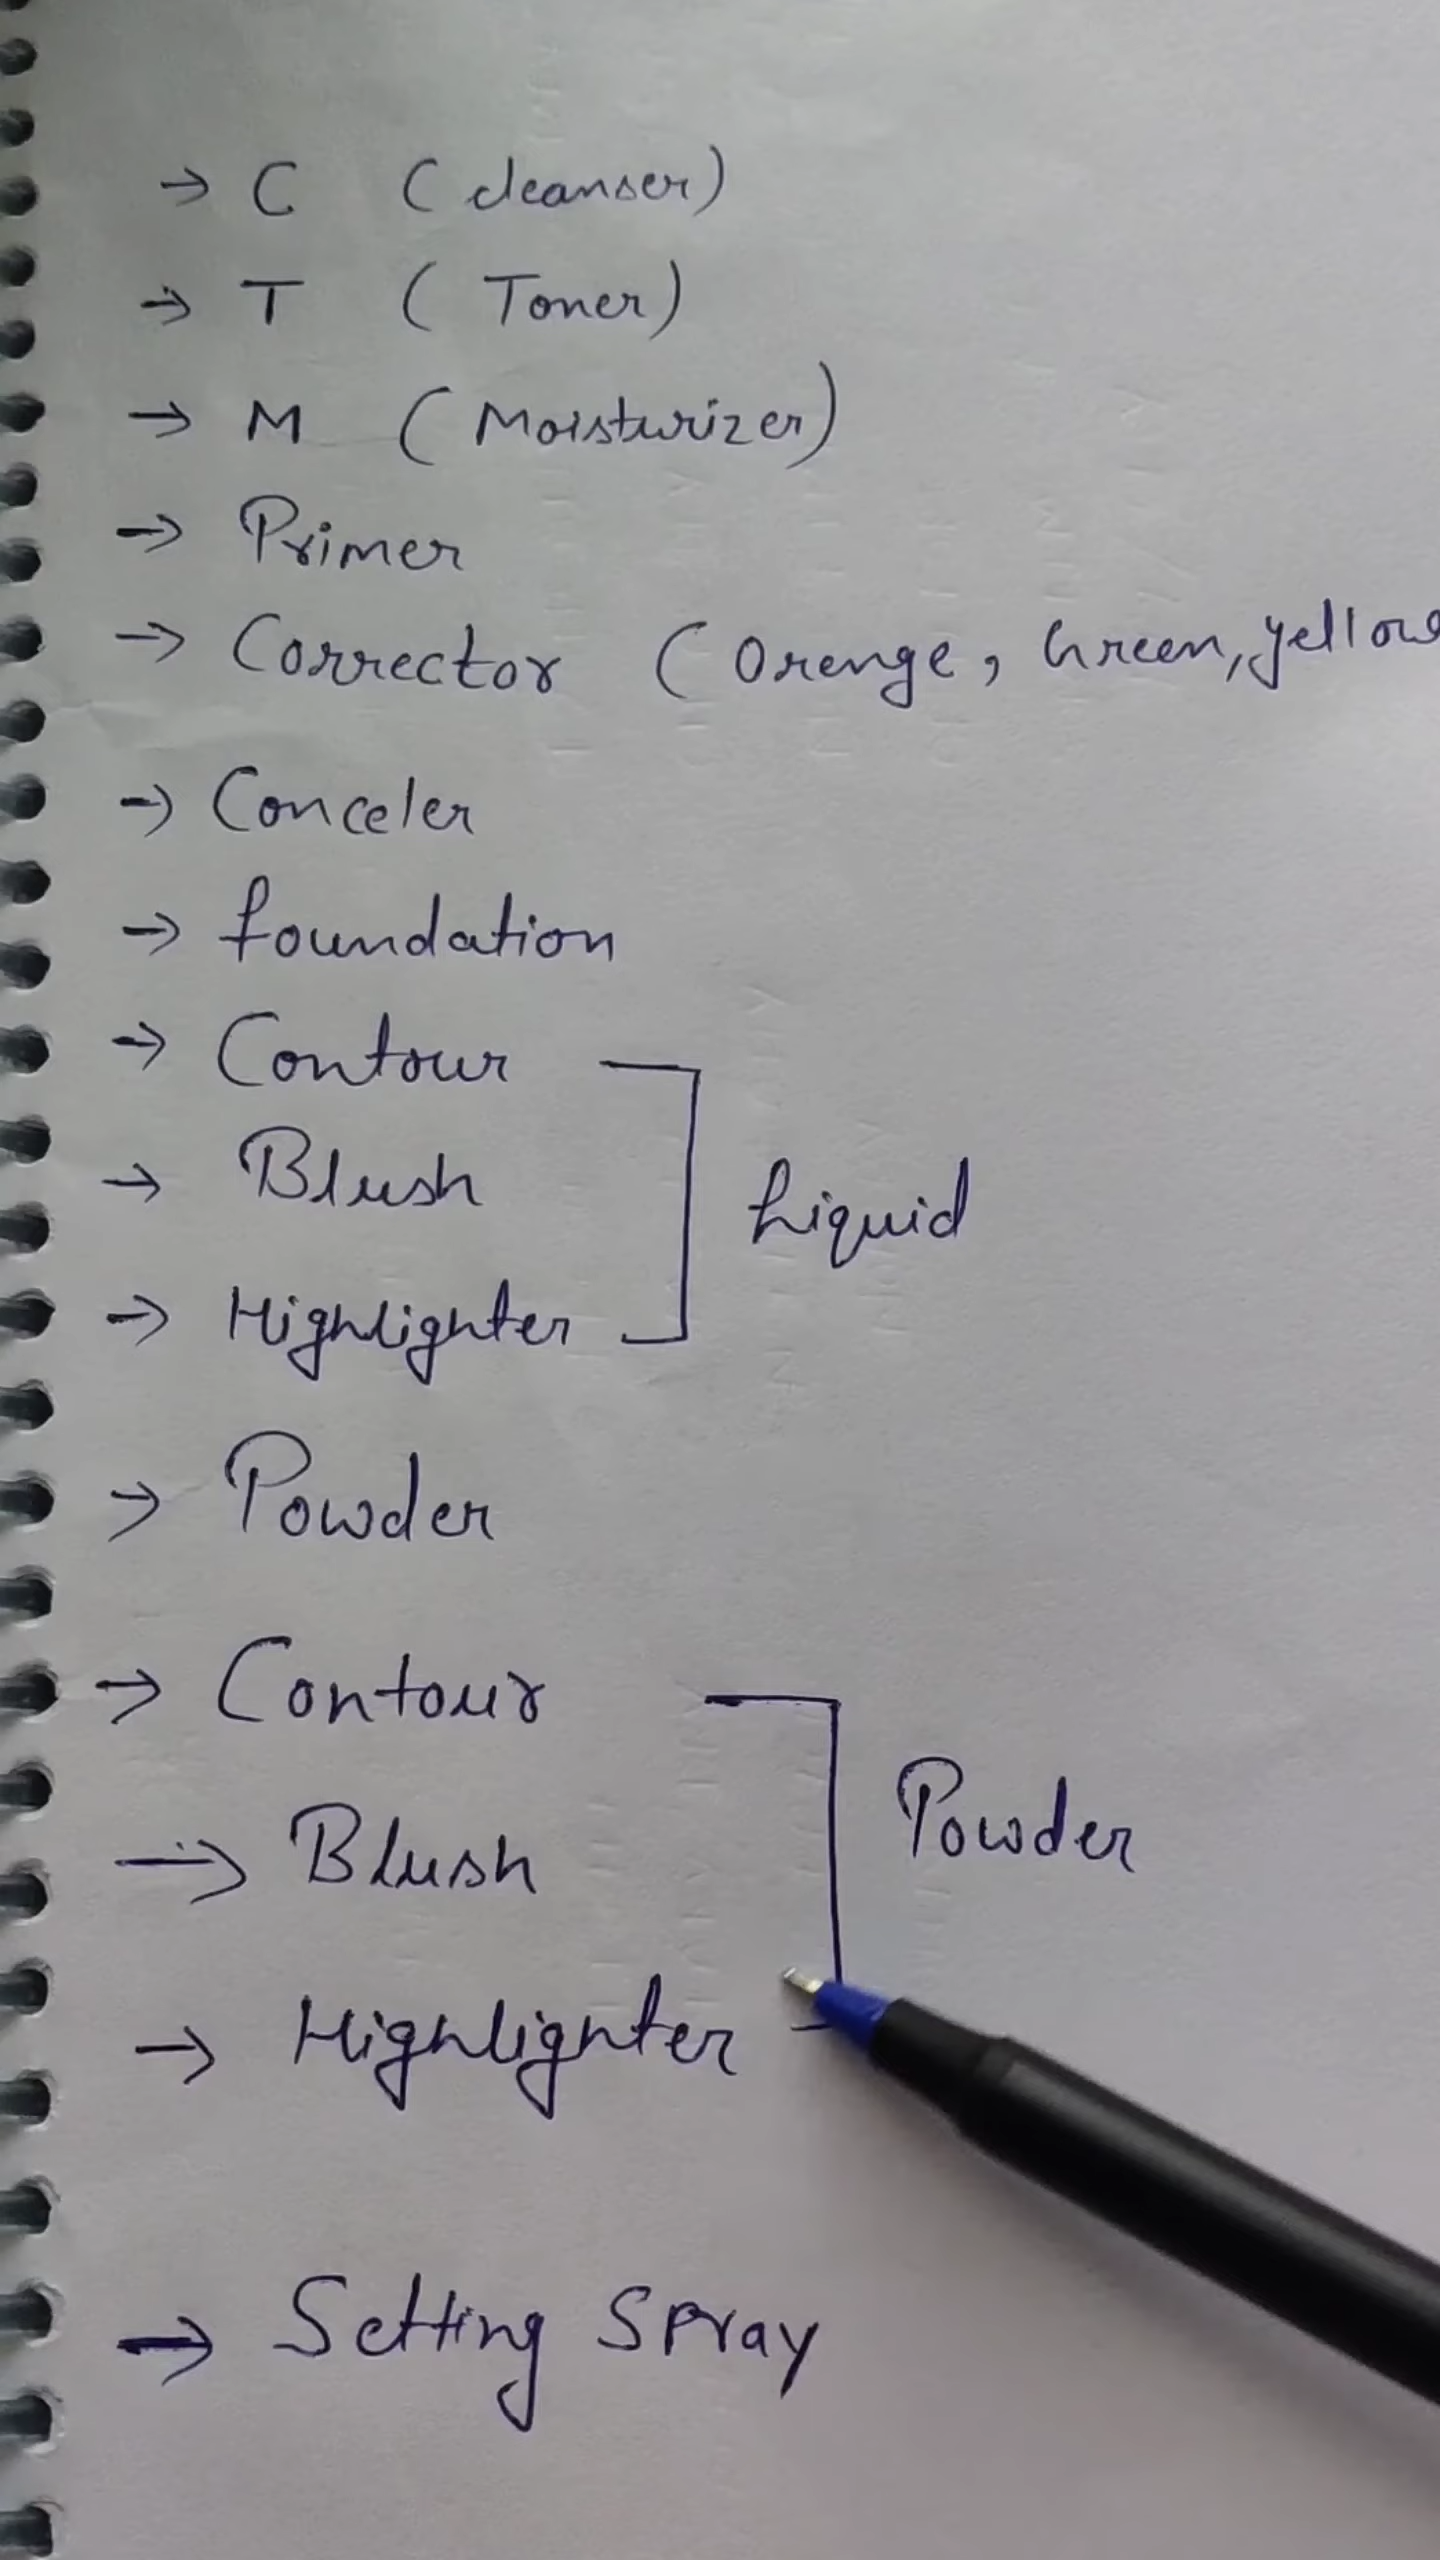 → C (cleanser)
→ T (Toner)
→ M (Moisturizer)
→ Primer
→ Corrector (Orenge, Green, yellow
→ Conceler
→ foundation
→ Contour
→ Blush
Liquid
→ Highlighter
→ Powder
→ Contour
→ Blush
Powder
→ Highlighter
→ Setting Spray